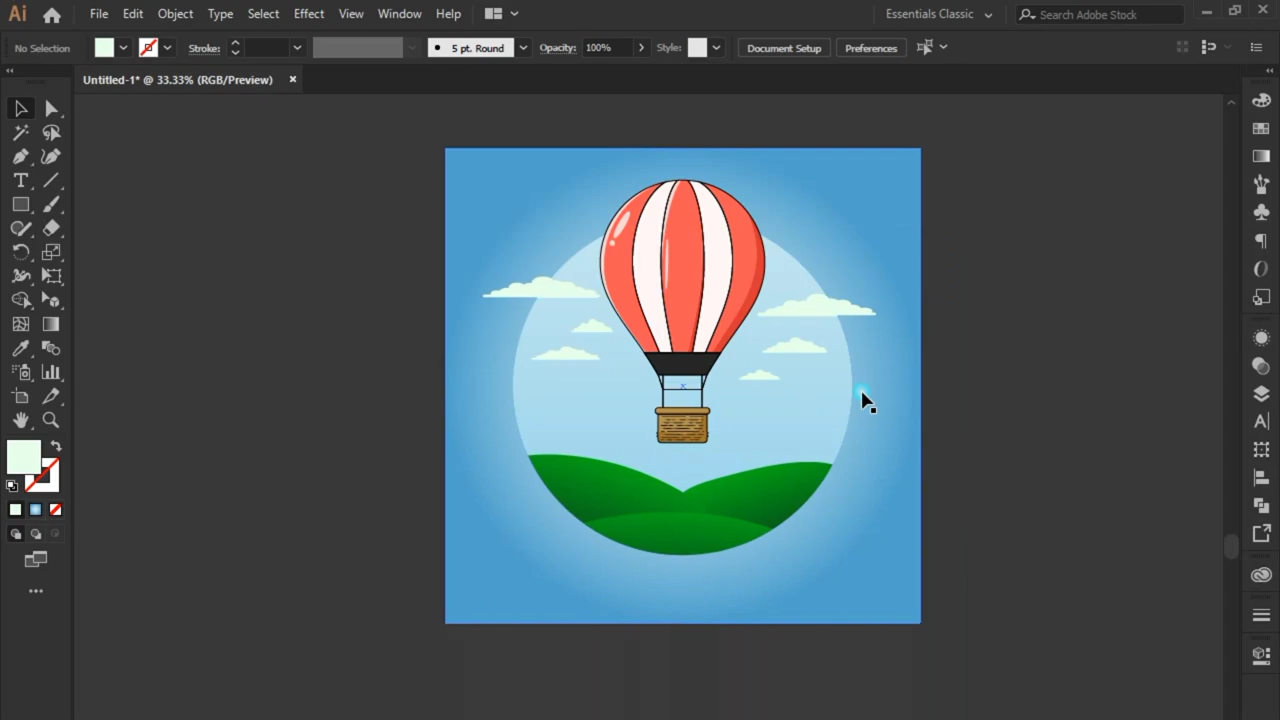 Ai File Edit Object Type Select Effect View Window Help Essentials Classic Search Adobe Stock
No Selection Stroke: 5 pt. Round Opacity: 100% Style: Document Setup Preferences
Untitled-1* @ 33.33% (RGB/Preview)